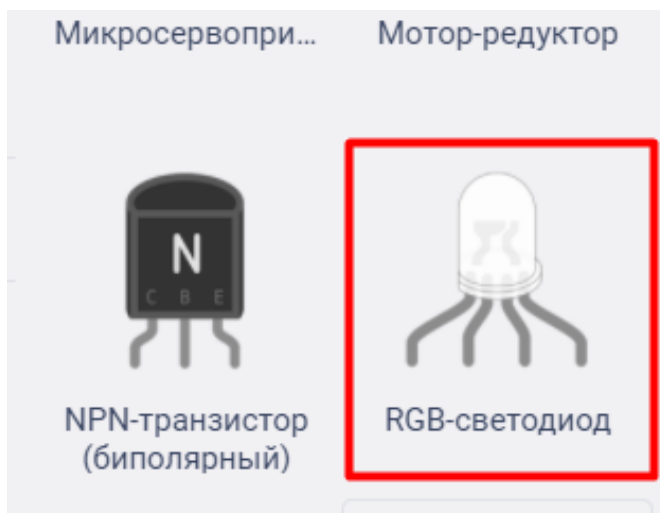 Микросервопри...
Мотор-редуктор
N
C B E
NPN-транзистор
(биполярный)
RGB-светодиод